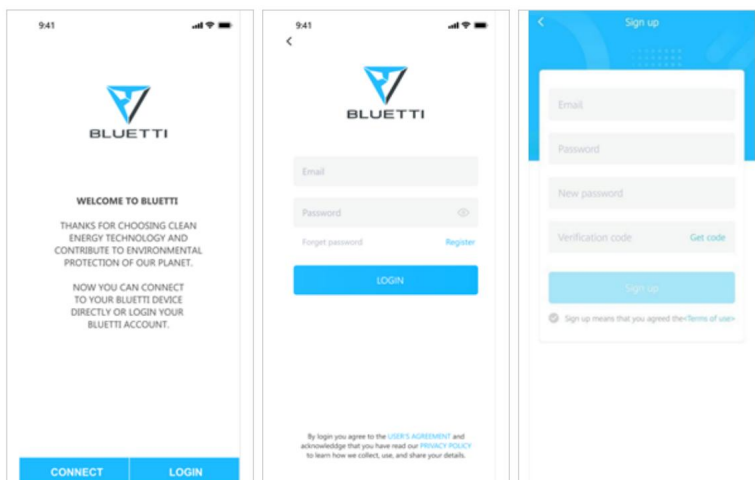 9:41
BLUETTI
WELCOME TO BLUETTI
THANKS FOR CHOOSING CLEAN
ENERGY TECHNOLOGY AND
CONTRIBUTE TO ENVIRONMENTAL
PROTECTION OF OUR PLANET.
NOW YOU CAN CONNECT
TO YOUR BLUETTI DEVICE
DIRECTLY OR LOGIN YOUR
BLUETTI ACCOUNT.
CONNECT
LOGIN
9:41
BLUETTI
Email
Password
Forget password
Register
LOGIN
By login you agree to the USER'S AGREEMENT and
acknowleddge that you have read our PRIVACY POLICY
to learn how we collect, use, and share your details.
Sign up
Email
Password
New password
Verification code
Get code
Sign up
Sign up means that you agreed the<Terms of use>